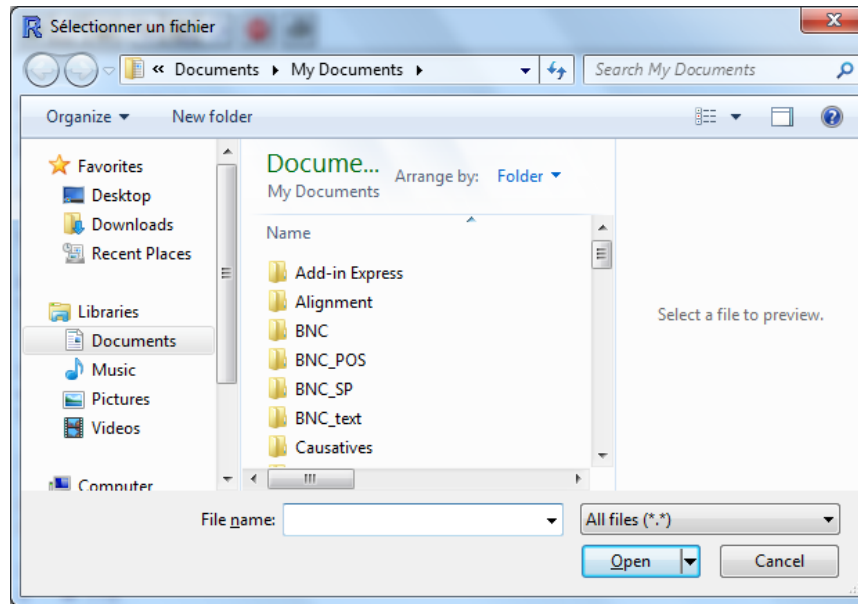 Sélectionner un fichier
« Documents My Documents
Search My Documents
Organize
New folder
Favorites
Desktop
Downloads
Recent Places
Libraries
Documents
Music
Pictures
Videos
Computer
Docume...
My Documents
Arrange by: Folder
Name
Add-in Express
Alignment
BNC
BNC_POS
BNC_SP
BNC_text
Causatives
Select a file to preview.
File name:
All files (*.*)
Open
Cancel